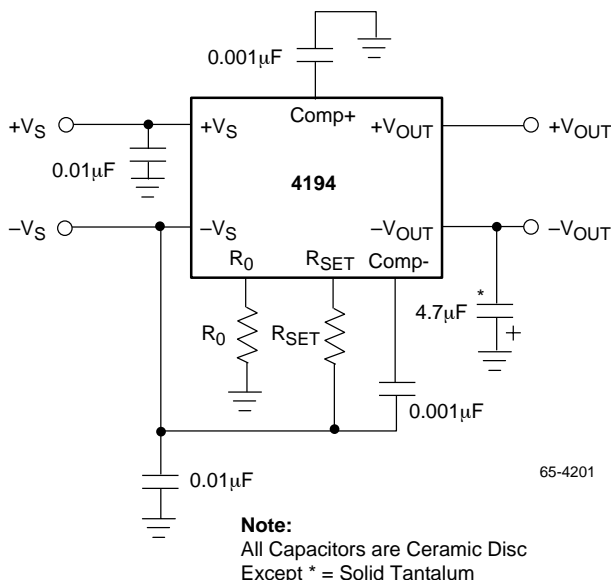 0.001μF
+VS
+VS
Comp+
+VOUT
+VOUT
0.01μF
4194
–VS
–VS
–VOUT
–VOUT
R0
RSET
Comp-
*
4.7μF
+
R0
RSET
0.001μF
0.01μF
65-4201
Note:
All Capacitors are Ceramic Disc
Except * = Solid Tantalum